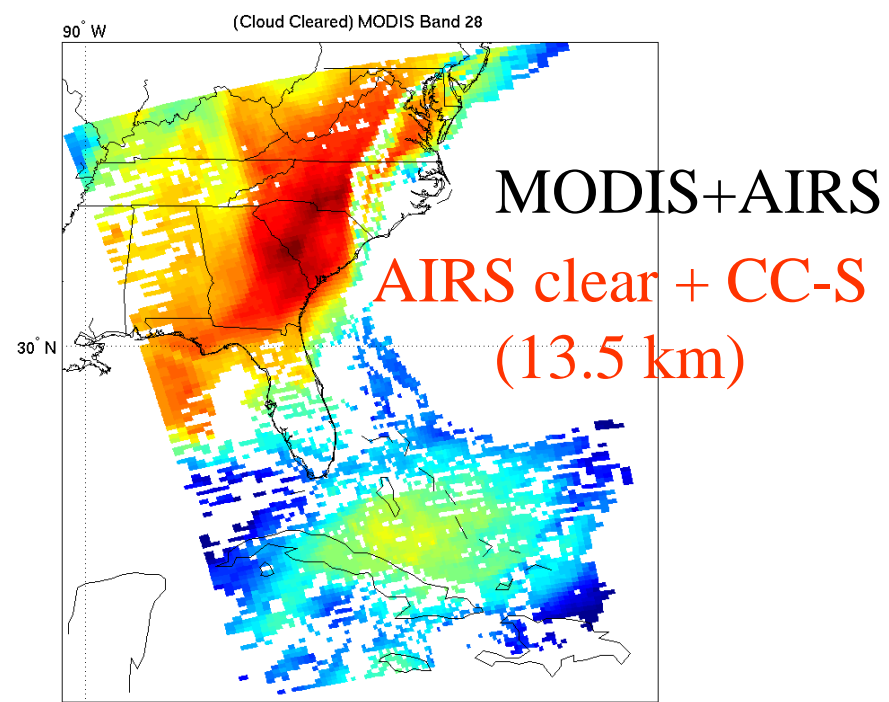 (Cloud Cleared) MODIS Band 28
90° W
MODIS+AIRS
AIRS clear + CC-S
30° N
(13.5 km)